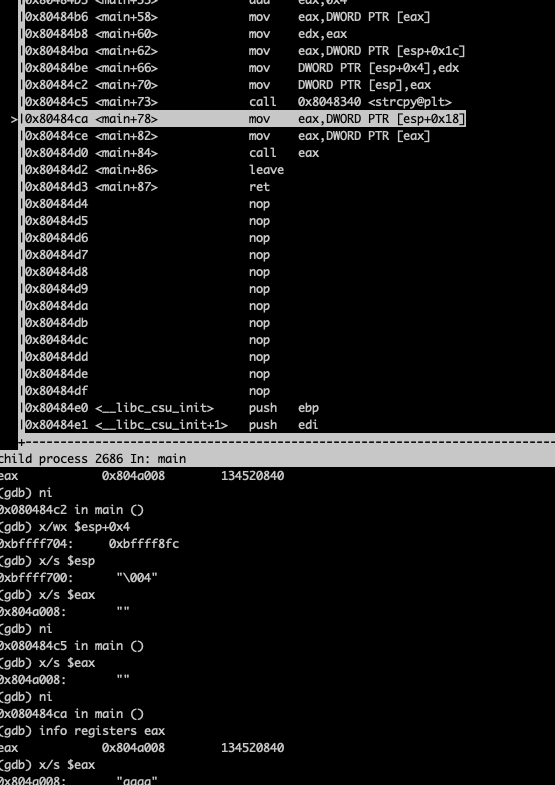 |0x80484b3 <main+55> add eax,0x4
|0x80484b6 <main+58> mov eax,DWORD PTR [eax]
|0x80484b8 <main+60> mov edx,eax
|0x80484ba <main+62> mov eax,DWORD PTR [esp+0x1c]
|0x80484be <main+66> mov DWORD PTR [esp+0x4],edx
|0x80484c2 <main+70> mov DWORD PTR [esp],eax
|0x80484c5 <main+73> call 0x8048340 <strcpy@plt>
>|0x80484ca <main+78> mov eax,DWORD PTR [esp+0x18]
|0x80484ce <main+82> mov eax,DWORD PTR [eax]
|0x80484d0 <main+84> call eax
|0x80484d2 <main+86> leave
|0x80484d3 <main+87> ret
|0x80484d4 nop
|0x80484d5 nop
|0x80484d6 nop
|0x80484d7 nop
|0x80484d8 nop
|0x80484d9 nop
|0x80484da nop
|0x80484db nop
|0x80484dc nop
|0x80484dd nop
|0x80484de nop
|0x80484df nop
|0x80484e0 <__libc_csu_init> push ebp
|0x80484e1 <__libc_csu_init+1> push edi
child process 2686 In: main
eax 0x804a008 134520840
(gdb) ni
0x080484c2 in main ()
(gdb) x/wx $esp+0x4
0xbffff704: 0xbffff8fc
(gdb) x/s $esp
0xbffff700: "\004"
(gdb) x/s $eax
0x804a008: ""
(gdb) ni
0x080484c5 in main ()
(gdb) x/s $eax
0x804a008: ""
(gdb) ni
0x080484ca in main ()
(gdb) info registers eax
eax 0x804a008 134520840
(gdb) x/s $eax
0x804a008: "aaaa"